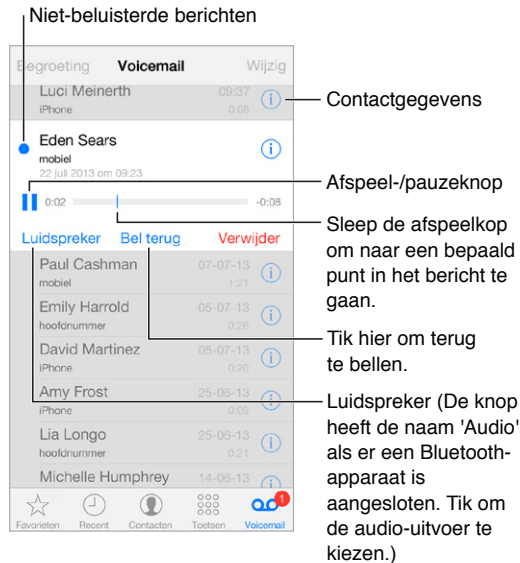 Niet-beluisterde berichten
Begroeting Voicemail Wijzig
Luci Meinerth 09:37
iPhone 0:08
Contactgegevens
Eden Sears
mobiel
22 juli 2013 om 09:23
Afspeel-/pauzeknop
0:02 -0:08
Sleep de afspeelkop
om naar een bepaald
punt in het bericht te
gaan.
Luidspreker Bel terug Verwijder
Paul Cashman 07-07-13
mobiel 1:21
Emily Harrold 05-07-13
hoofdnummer 0:26
Tik hier om terug
te bellen.
David Martinez 05-07-13
iPhone 0:20
Amy Frost 25-06-13
iPhone 0:09
Luidspreker (De knop
heeft de naam 'Audio'
als er een Bluetooth-
apparaat is
aangesloten. Tik om
de audio-uitvoer te
kiezen.)
Lia Longo 25-06-13
hoofdnummer 0:21
Michelle Humphrey 14-06-13
1
Favorieten Recent Contacten Toetsen Voicemail